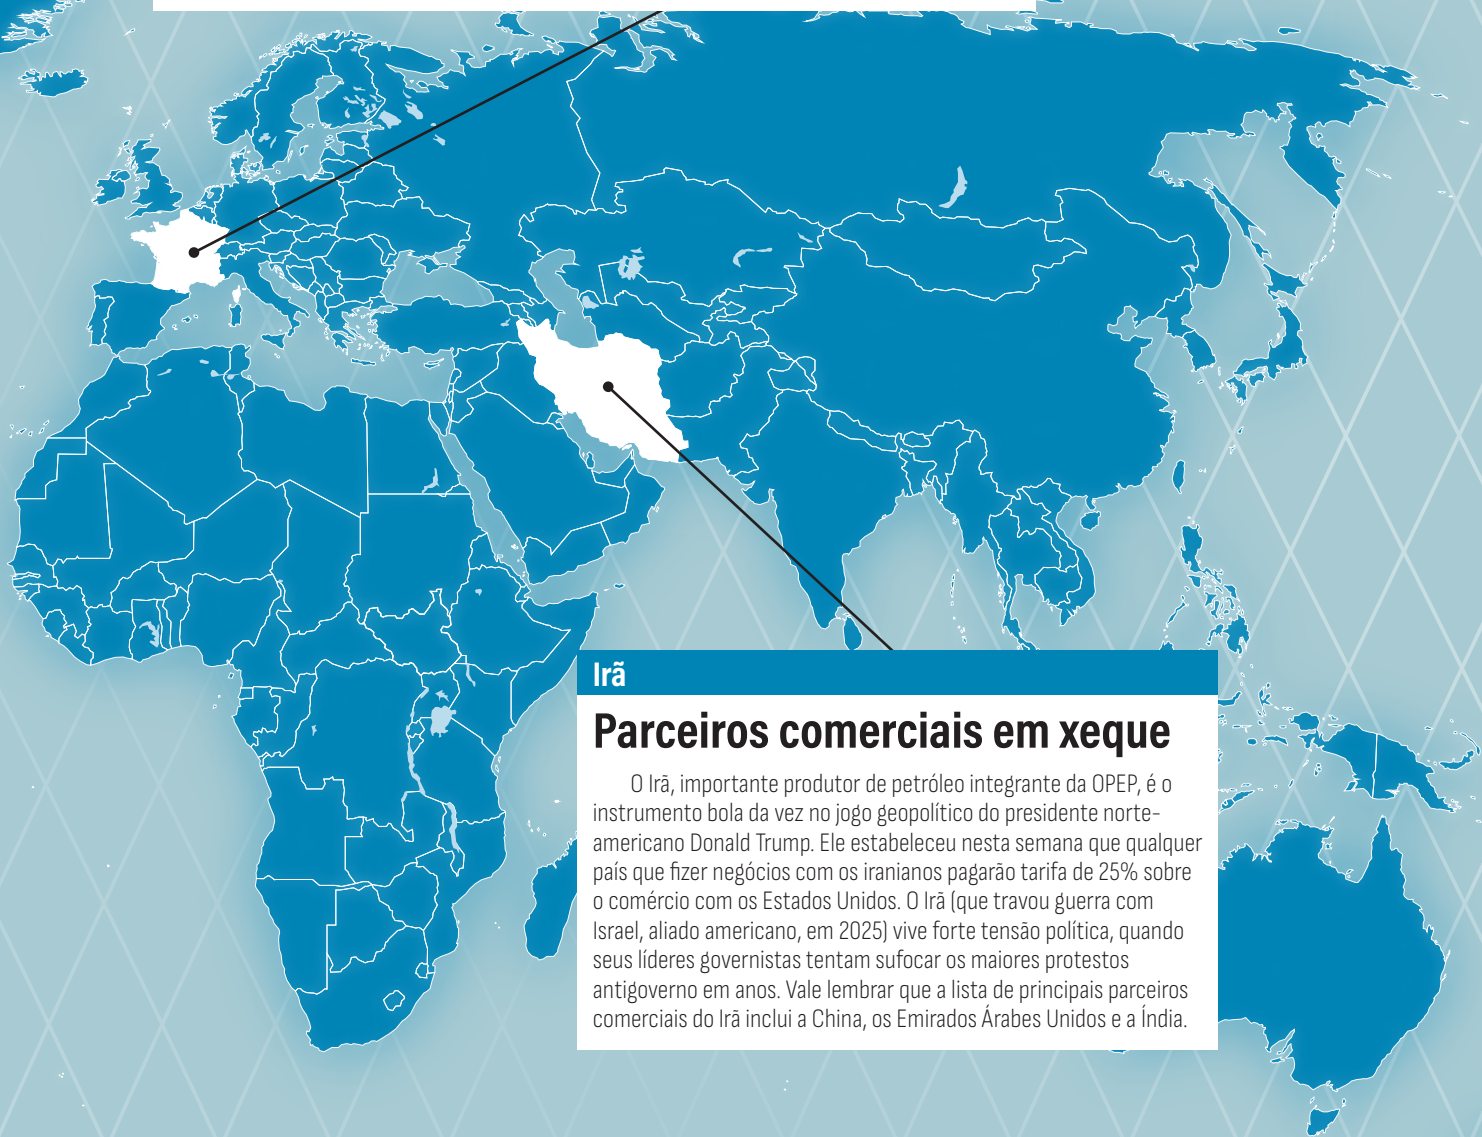 Irã
Parceiros comerciais em xeque
O Irã, importante produtor de petróleo integrante da OPEP, é o
instrumento bola da vez no jogo geopolítico do presidente norte-
americano Donald Trump. Ele estabeleceu nesta semana que qualquer
país que fizer negócios com os iranianos pagarão tarifa de 25% sobre
o comércio com os Estados Unidos. O Irã (que travou guerra com
Israel, aliado americano, em 2025) vive forte tensão política, quando
seus líderes governistas tentam sufocar os maiores protestos
antigoverno em anos. Vale lembrar que a lista de principais parceiros
comerciais do Irã inclui a China, os Emirados Árabes Unidos e a Índia.